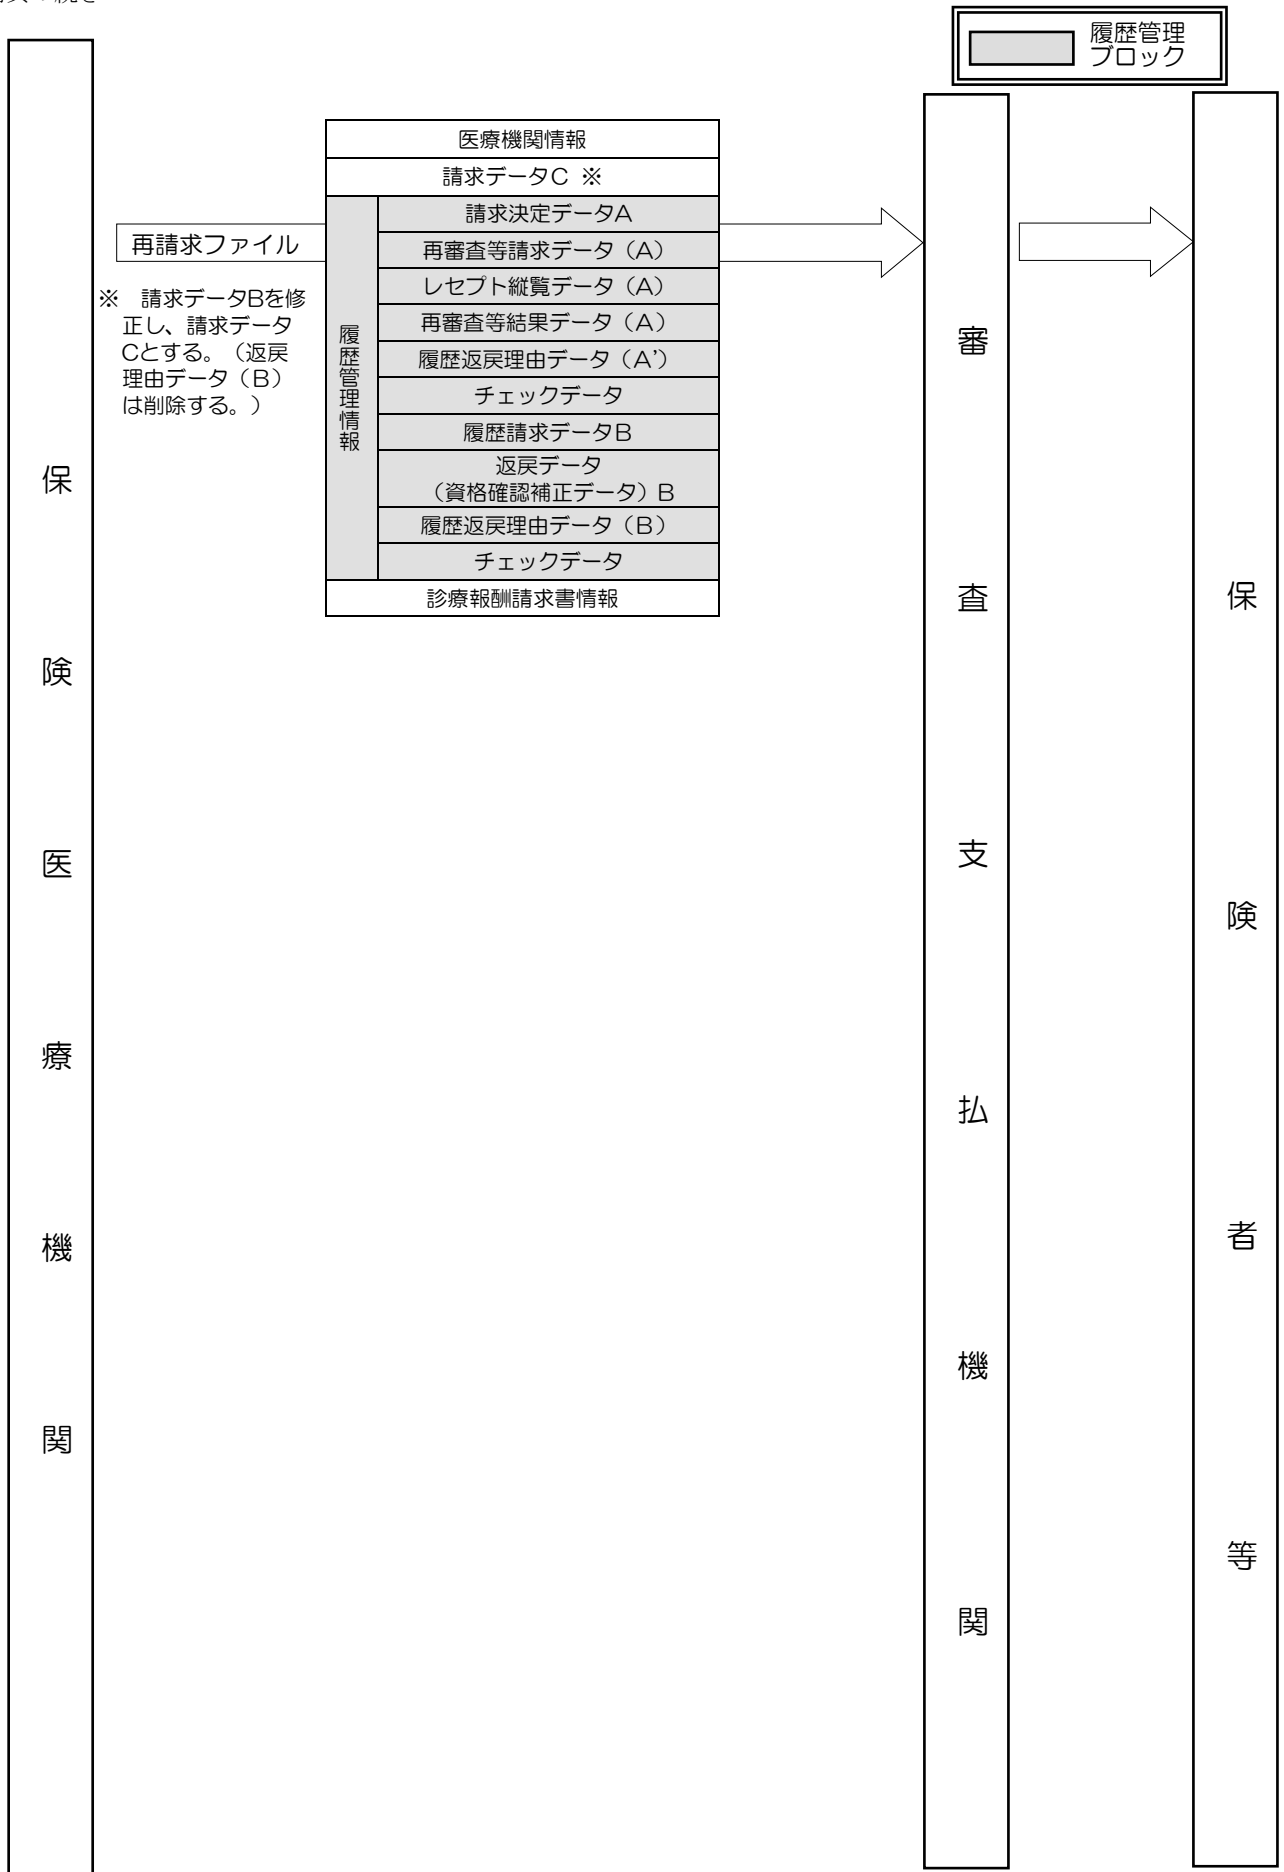 履歴管理
ブロック
医療機関情報
請求データC ※
請求決定データA
再審査等請求データ（A）
レセプト縦覧データ（A）
再審査等結果データ（A）
履歴返戻理由データ（A’）
チェックデータ
履歴請求データB
返戻データ
（資格確認補正データ）B
履歴返戻理由データ（B）
チェックデータ
履歴管理情報
診療報酬請求書情報
再請求ファイル
※　請求データBを修
正し、請求データ
Cとする。（返戻
理由データ（B）
は削除する。）
保険医療機関
審査支払機関
保険者等